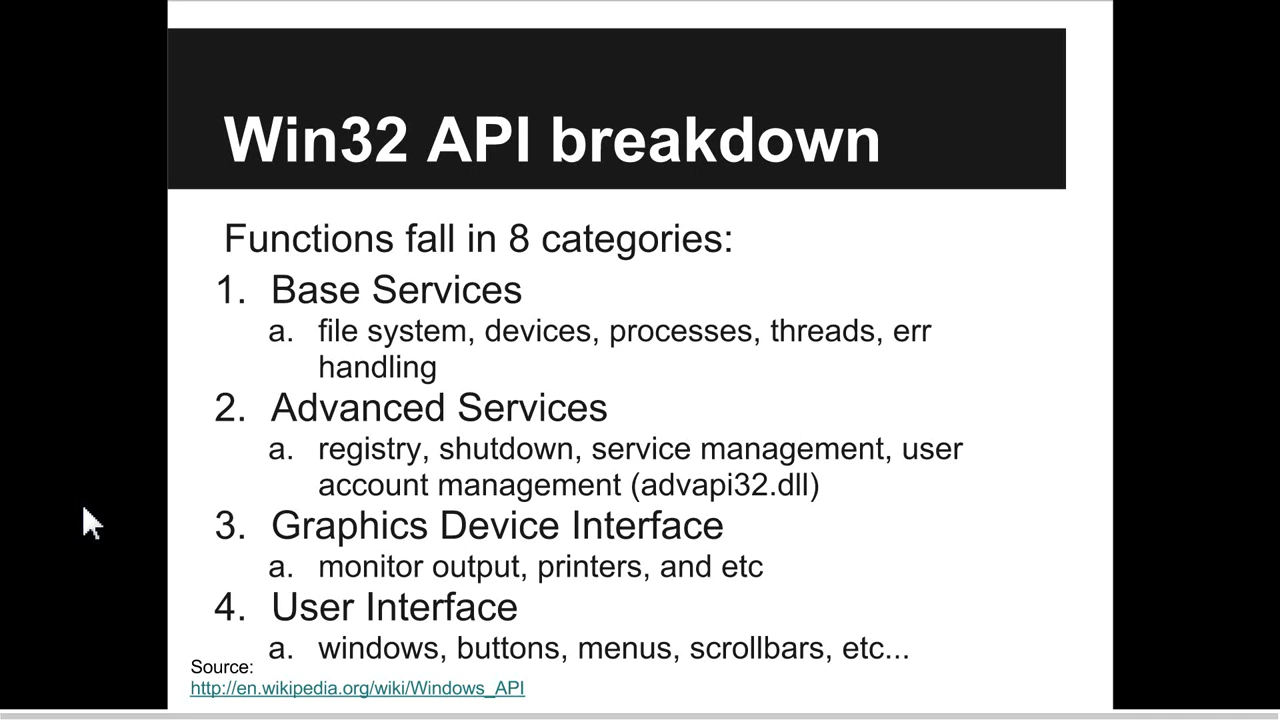 Win32 API breakdown
Functions fall in 8 categories:
1. Base Services
a. file system, devices, processes, threads, err
handling
2. Advanced Services
a. registry, shutdown, service management, user
account management (advapi32.dll)
3. Graphics Device Interface
a. monitor output, printers, and etc
4. User Interface
a. windows, buttons, menus, scrollbars, etc...
Source:
http://en.wikipedia.org/wiki/Windows_API